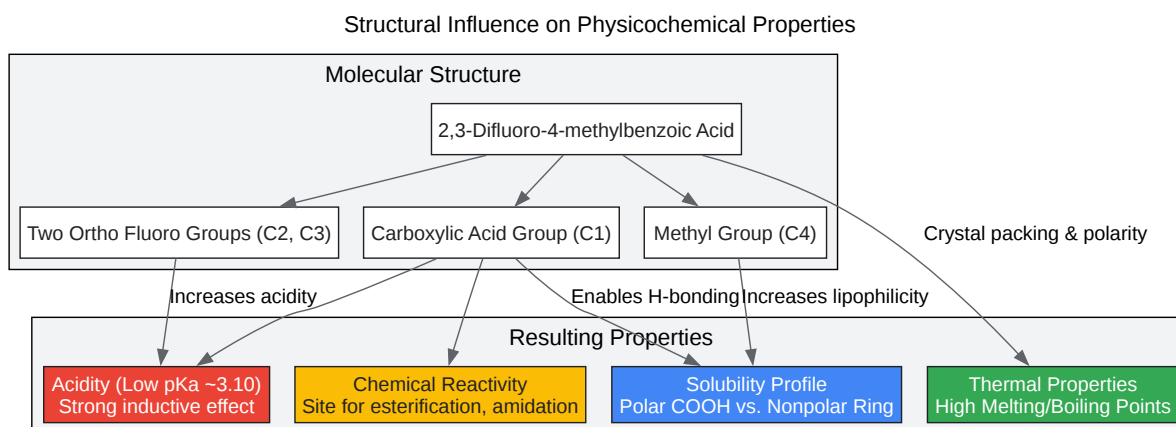 Structural Influence on Physicochemical Properties
Molecular Structure
2,3-Difluoro-4-methylbenzoic Acid
Two Ortho Fluoro Groups (C2, C3)
Carboxylic Acid Group (C1)
Methyl Group (C4)
Crystal packing & polarity
Increases acidity
Enables H-bonding
Increases lipophilicity
Resulting Properties
Acidity (Low pKa ~3.10)
Strong inductive effect
Chemical Reactivity
Site for esterification, amidation
Solubility Profile
Polar COOH vs. Nonpolar Ring
Thermal Properties
High Melting/Boiling Points